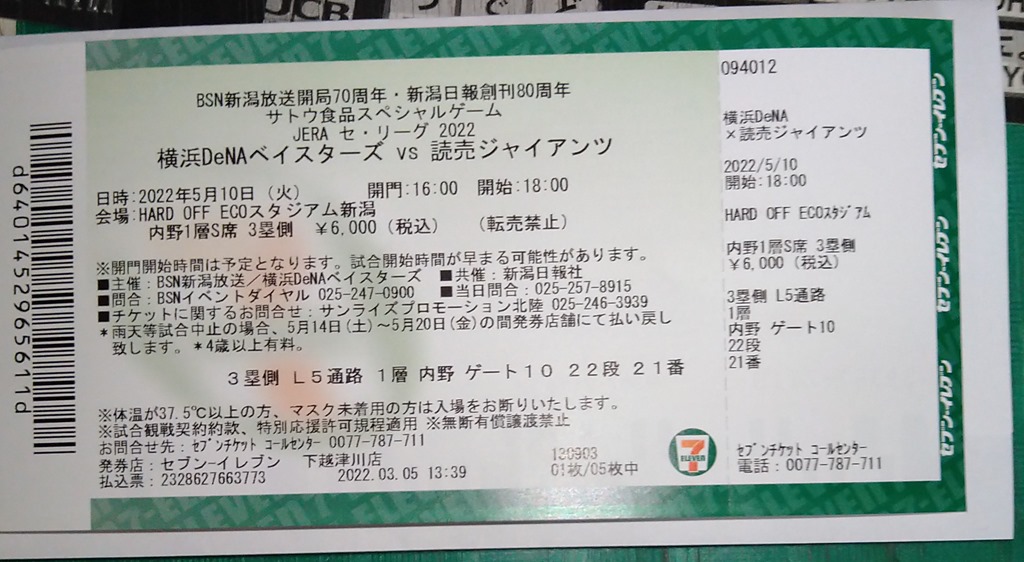 BSN新潟放送開局70周年・新潟日報創刊80周年
サトウ食品スペシャルゲーム
JERA セ・リーグ 2022
横浜DeNAベイスターズ vs 読売ジャイアンツ
日時:2022年5月10日 (火) 開門:16:00 開始:18:00
会場:HARD OFF ECOスタジアム新潟
内野1層S席 3塁側 ¥6,000 (税込) (転売禁止)
※開門開始時間は予定となります。試合開始時間が早まる可能性があります。
■主催:BSN新潟放送/横浜DeNAベイスターズ ■共催:新潟日報社
■問合:BSNイベントダイヤル 025-247-0900 ■当日問合:025-257-8915
■チケットに関するお問合せ:サンライズプロモーション北陸 025-246-3939
*雨天等試合中止の場合、5月14日(土)~5月20日(金)の間発券店舗にて払い戻し
致します。*4歳以上有料。
3塁側 L5通路 1層 内野 ゲート10 22段 21番
※体温が37.5℃以上の方、マスク未着用の方は入場をお断りいたします。
※試合観戦契約約款、特別応援許可規程適用 ※無断有償譲渡禁止
お問合せ先:セブンチケット コールセンター 0077-787-711
発券店:セブン-イレブン 下越津川店
払込票:2328627663773 2022.03.05 13:39
130903
01枚/05枚中
7
ELEVEN
094012
横浜DeNA
×読売ジャイアンツ
2022/5/10
開始:18:00
HARD OFF ECOスタジアム
内野1層S席 3塁側
¥6,000 (税込)
3塁側 L5通路
1層
内野 ゲート10
22段
21番
セブンチケット コールセンター
電話:0077-787-711
d6401452965611d
セブン-イレブン
セブン-イレブン
セブン-イレブン
JCB